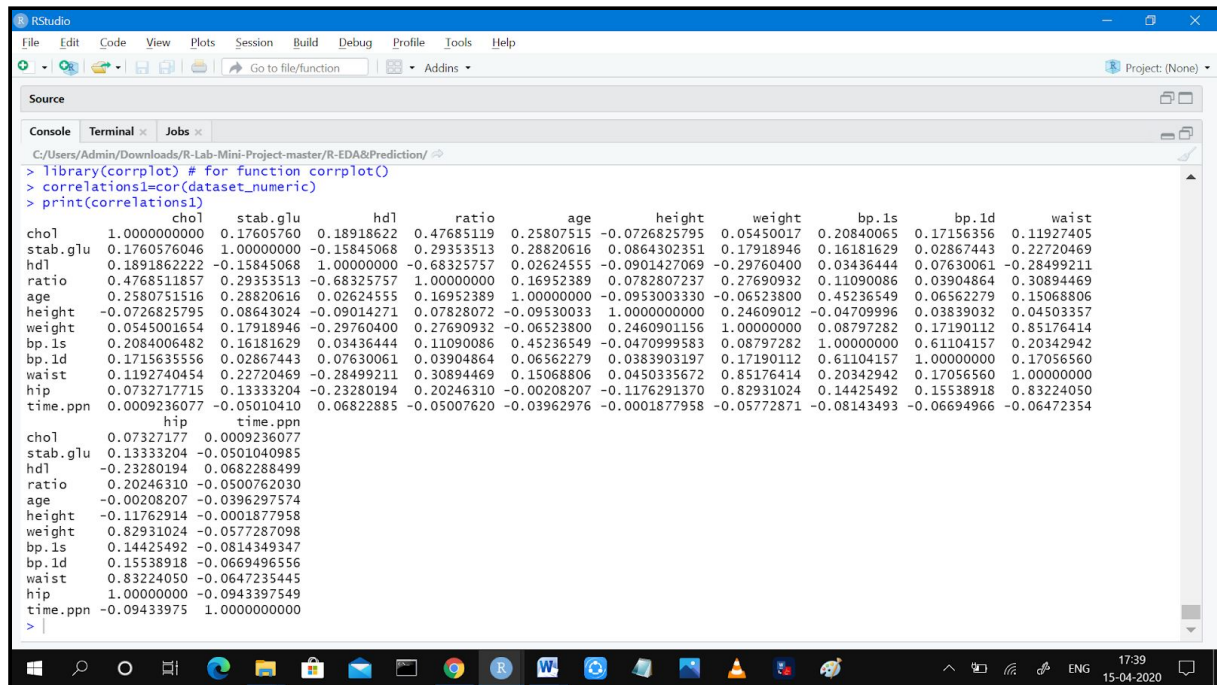 RStudio
File Edit Code View Plots Session Build Debug Profile Tools Help
Go to file/function Addins Project: (None)
Source
Console Terminal Jobs
C:/Users/Admin/Downloads/R-Lab-Mini-Project-master/R-EDA&Prediction/
> library(corrplot) # for function corrplot()
> correlations1=cor(dataset_numeric)
> print(correlations1)
chol stab.glu hdl ratio age height weight bp.1s bp.1d waist
chol 1.0000000000 0.17605760 0.18918622 0.47685119 0.25807515 -0.0726825795 0.05450017 0.20840065 0.17156356 0.11927405
stab.glu 0.1760576046 1.00000000 -0.15845068 0.29353513 0.28820616 0.0864302351 0.17918946 0.16181629 0.02867443 0.22720469
hdl 0.1891862222 -0.15845068 1.00000000 -0.68325757 0.02624555 -0.0901427069 -0.29760400 0.03436444 0.07630061 -0.28499211
ratio 0.4768511857 0.29353513 -0.68325757 1.00000000 0.16952389 0.0782807237 0.27690932 0.11090086 0.03904864 0.30894469
age 0.2580751516 0.28820616 0.02624555 0.16952389 1.00000000 -0.0953003330 -0.06523800 0.45236549 0.06562279 0.15068806
height -0.0726825795 0.08643024 -0.09014271 0.07828072 -0.09530033 1.0000000000 0.24609012 -0.04709996 0.03839032 0.04503357
weight 0.0545001654 0.17918946 -0.29760400 0.27690932 -0.06523800 0.2460901156 1.00000000 0.08797282 0.17190112 0.85176414
bp.1s 0.2084006482 0.16181629 0.03436444 0.11090086 0.45236549 -0.0470999583 0.08797282 1.00000000 0.61104157 0.20342942
bp.1d 0.1715635556 0.02867443 0.07630061 0.03904864 0.06562279 0.0383903197 0.17190112 0.61104157 1.00000000 0.17056560
waist 0.1192740454 0.22720469 -0.28499211 0.30894469 0.15068806 0.0450335672 0.85176414 0.20342942 0.17056560 1.00000000
hip 0.0732717715 0.13333204 -0.23280194 0.20246310 -0.00208207 -0.1176291370 0.82931024 0.14425492 0.15538918 0.83224050
time.ppn 0.0009236077 -0.05010410 0.06822885 -0.05007620 -0.03962976 -0.0001877958 -0.05772871 -0.08143493 -0.06694966 -0.06472354
hip time.ppn
chol 0.07327177 0.0009236077
stab.glu 0.13333204 -0.0501040985
hdl -0.23280194 0.0682288499
ratio 0.20246310 -0.0500762030
age -0.00208207 -0.0396297574
height -0.11762914 -0.0001877958
weight 0.82931024 -0.0577287098
bp.1s 0.14425492 -0.0814349347
bp.1d 0.15538918 -0.0669496556
waist 0.83224050 -0.0647235445
hip 1.00000000 -0.0943397549
time.ppn -0.09433975 1.0000000000
>
ENG 17:39
15-04-2020